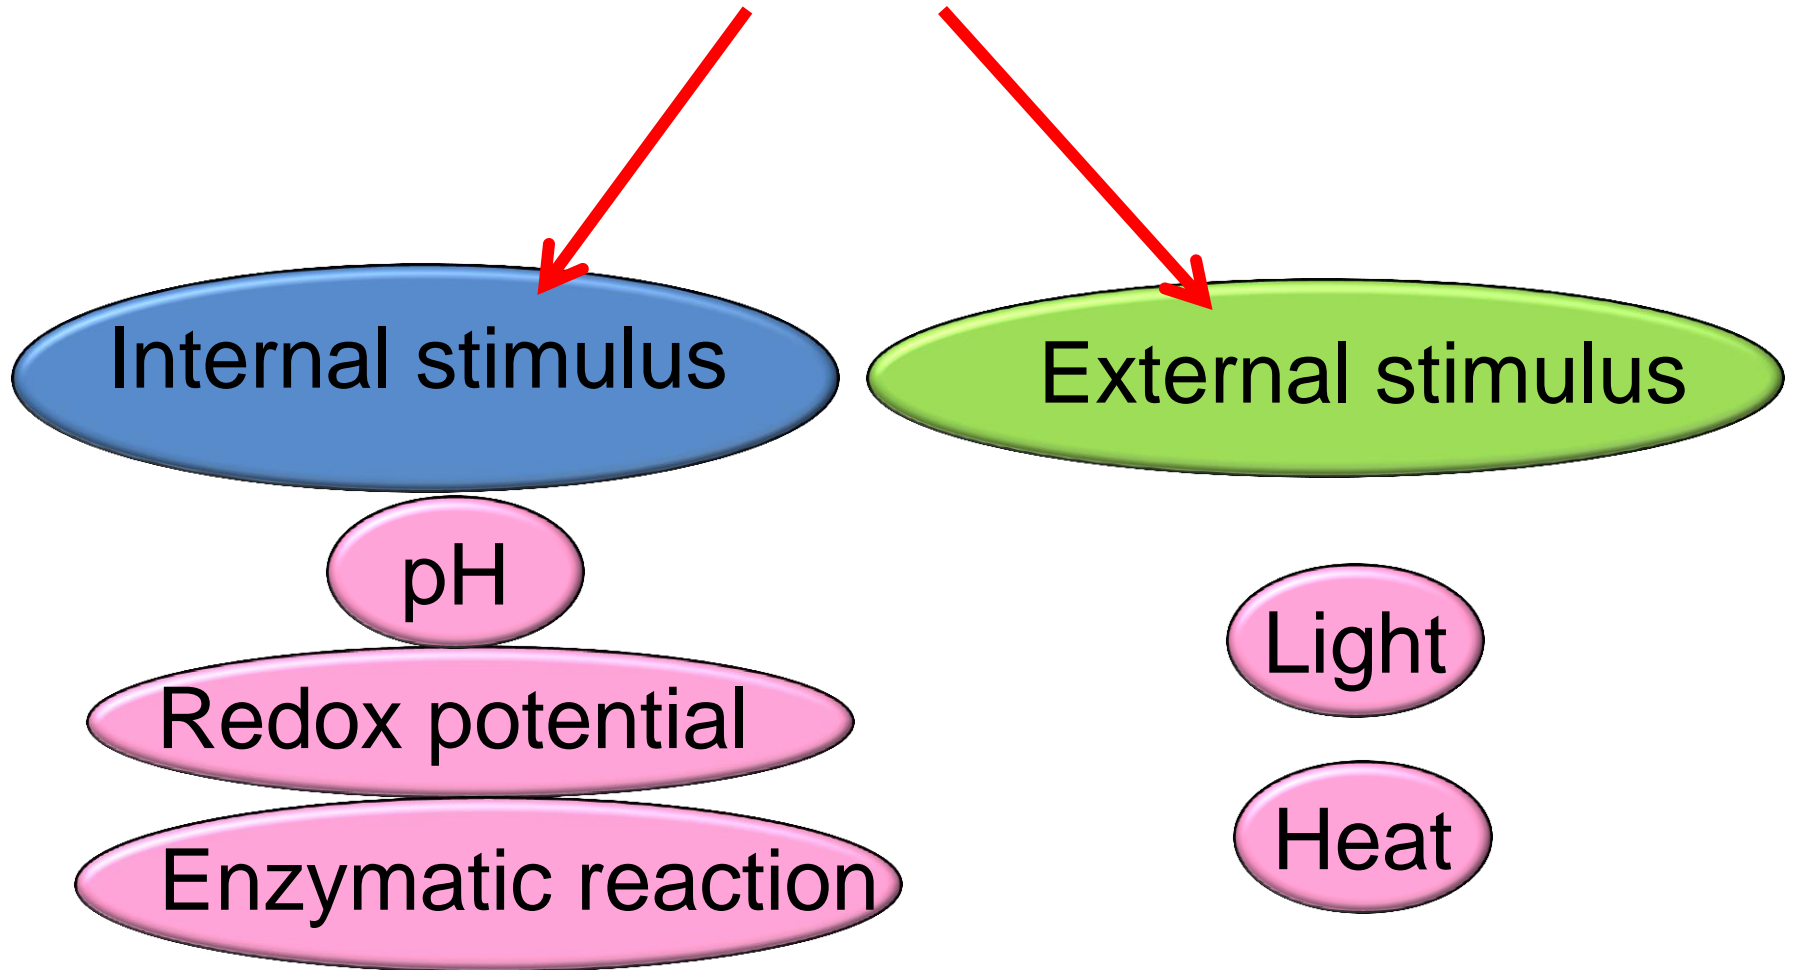 Internal stimulus
External stimulus
pH
Redox potential
Enzymatic reaction
Light
Heat